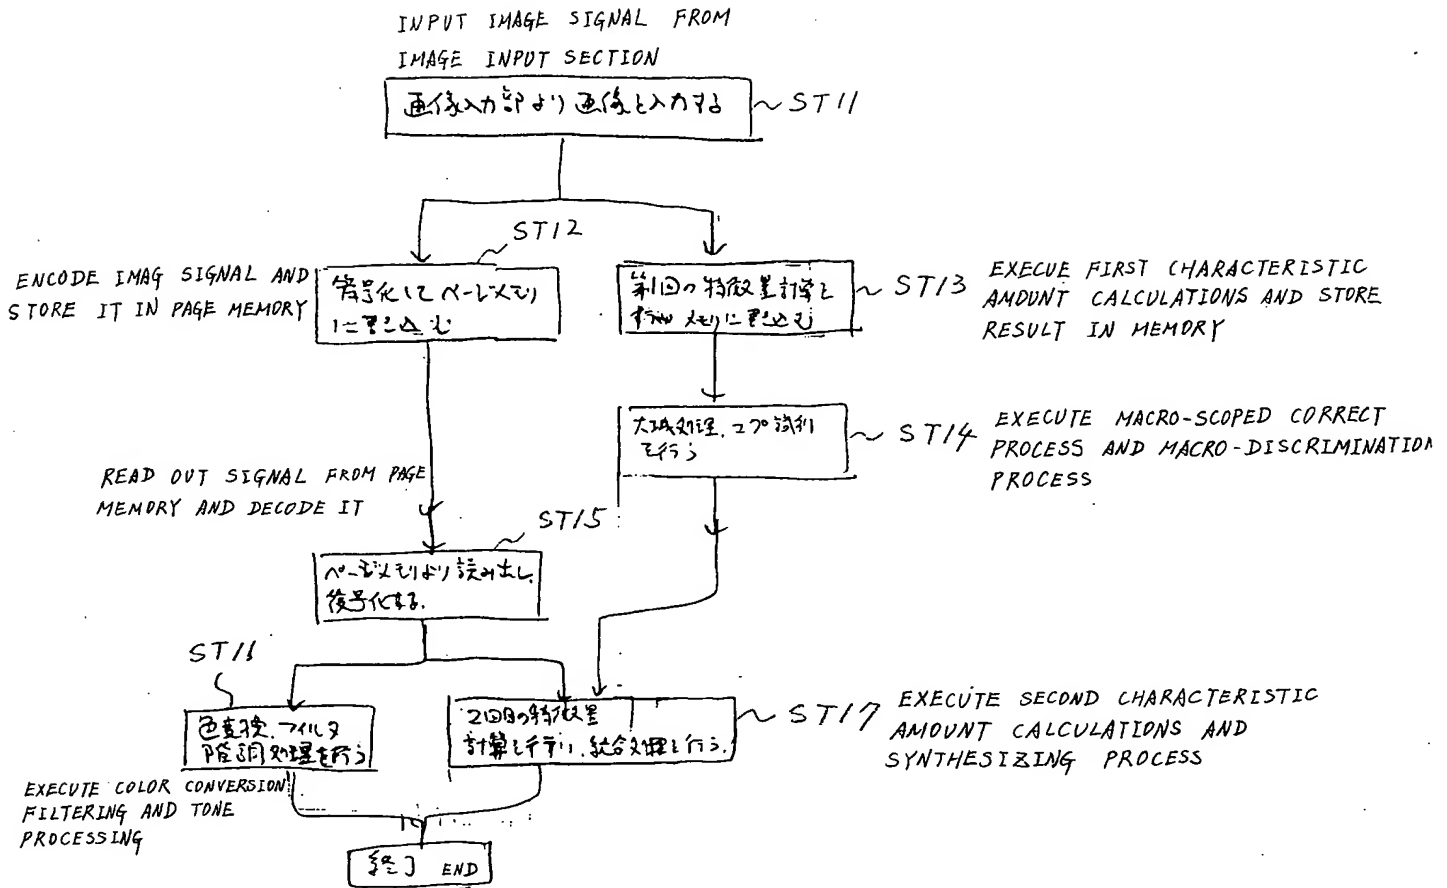 INPUT IMAGE SIGNAL FROM
IMAGE INPUT SECTION
画像入力部より画像を入力する
ST11
ST12
ENCODE IMAG SIGNAL AND
STORE IT IN PAGE MEMORY
符号化してページメモリ
に書き込む
第1回の特徴量計算を
メモリに書き込む
ST13
EXECUE FIRST CHARACTERISTIC
AMOUNT CALCULATIONS AND STORE
RESULT IN MEMORY
大域処理、マクロ識別
を行う
ST14
EXECUTE MACRO-SCOPED CORRECT
PROCESS AND MACRO-DISCRIMINATION
PROCESS
READ OUT SIGNAL FROM PAGE
MEMORY AND DECODE IT
ST15
ページメモリより読み出し、
復号化する。
ST16
色変換、フィルタ
階調処理を行う
EXECUTE COLOR CONVERSION
FILTERING AND TONE
PROCESSING
2回目の特徴量
計算を行い、統合処理を行う。
ST17
EXECUTE SECOND CHARACTERISTIC
AMOUNT CALCULATIONS AND
SYNTHESIZING PROCESS
終了 END